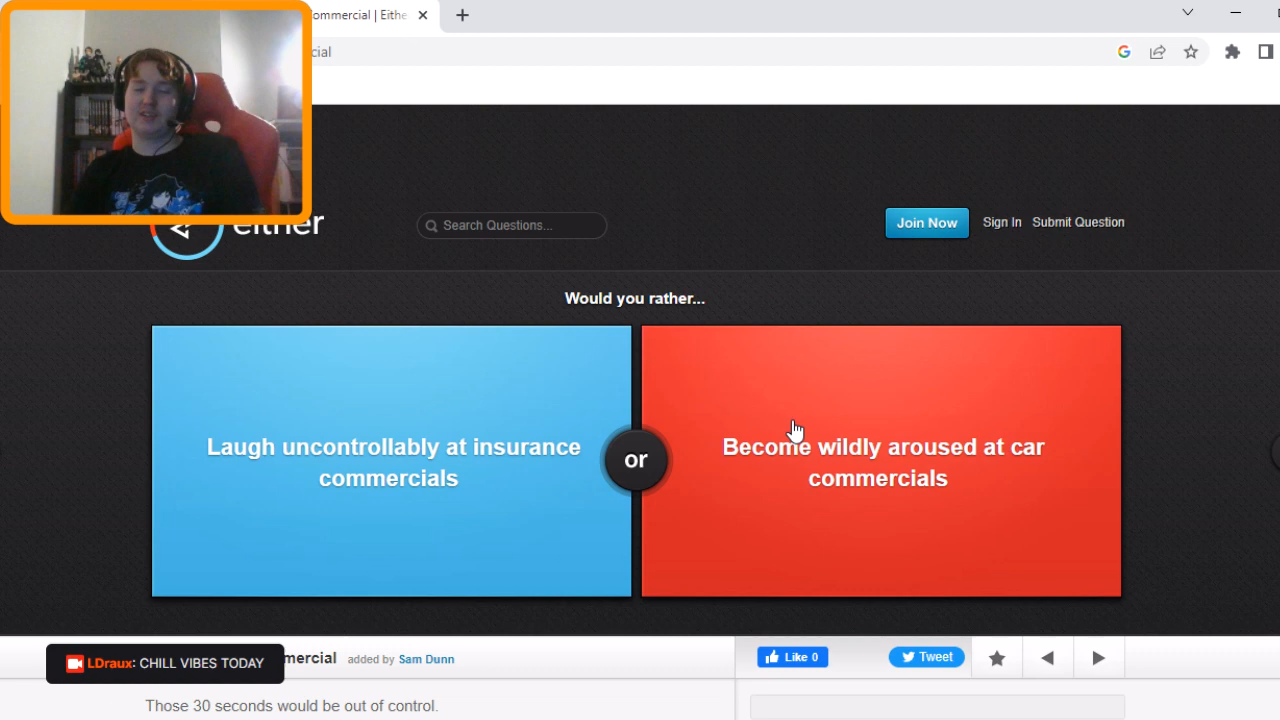 ommercial | Eithe
cial
either
Search Questions...
Join Now
Sign In
Submit Question
Would you rather...
Laugh uncontrollably at insurance
commercials
or
Become wildly aroused at car
commercials
LDraux: CHILL VIBES TODAY
mercial added by Sam Dunn
Like 0
Tweet
Those 30 seconds would be out of control.